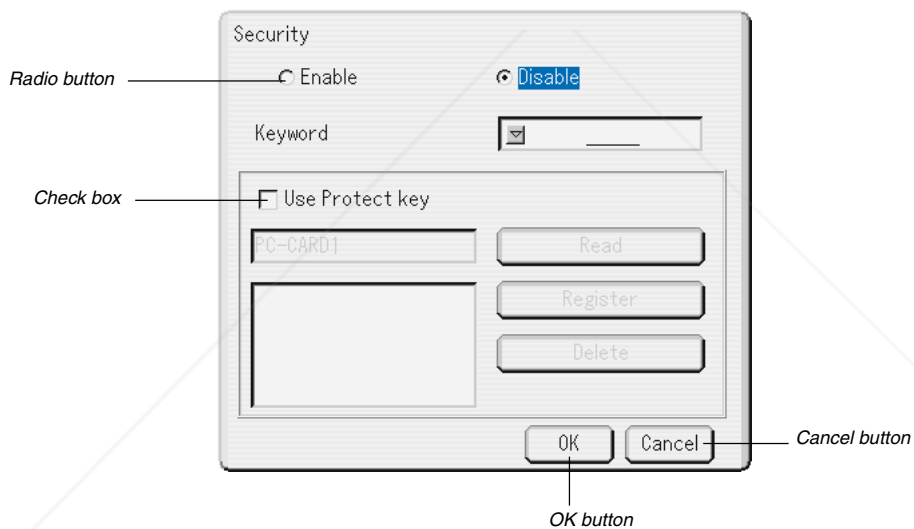 Security
Radio button
Enable Disable
Keyword
Check box
Use Protect key
PC-CARD1 Read
Register
Delete
OK Cancel
Cancel button
OK button